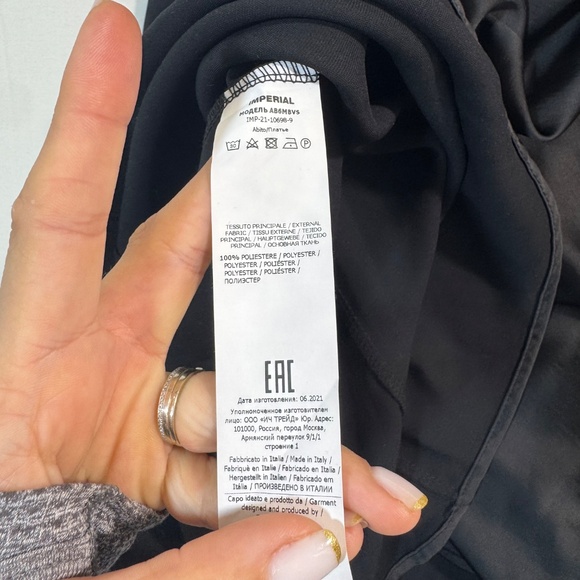 IMPERIAL
МОДЕЛЬ AB6MBVS
IMP-21-10698-9
Abito/Платье
30
P
TESSUTO PRINCIPALE / EXTERNAL
FABRIC / TISSU EXTERNE / TEJIDO
PRINCIPAL / HAUPTGEWEBE / TECIDO
PRINCIPAL / ОСНОВНАЯ ТКАНЬ
100% POLIESTERE / POLYESTER /
POLYESTER / POLIÉSTER /
POLYESTER / POLIÉSTER /
ПОЛИЭСТЕР
EAC
Дата изготовления: 06.2021
Уполномоченное изготовителем
лицо: ООО «ИЧ ТРЕЙД» Юр. Адрес:
101000, Россия, город Москва,
Армянский переулок 9/1/1
строение 1
Fabbricato in Italia / Made in Italy /
Fabriqué en Italie / Fabricado en Italia /
Hergestellt in Italien / Fabricado em
Itália / ПРОИЗВЕДЕНО В ИТАЛИИ
Capo ideato e prodotto da / Garment
designed and produced by /